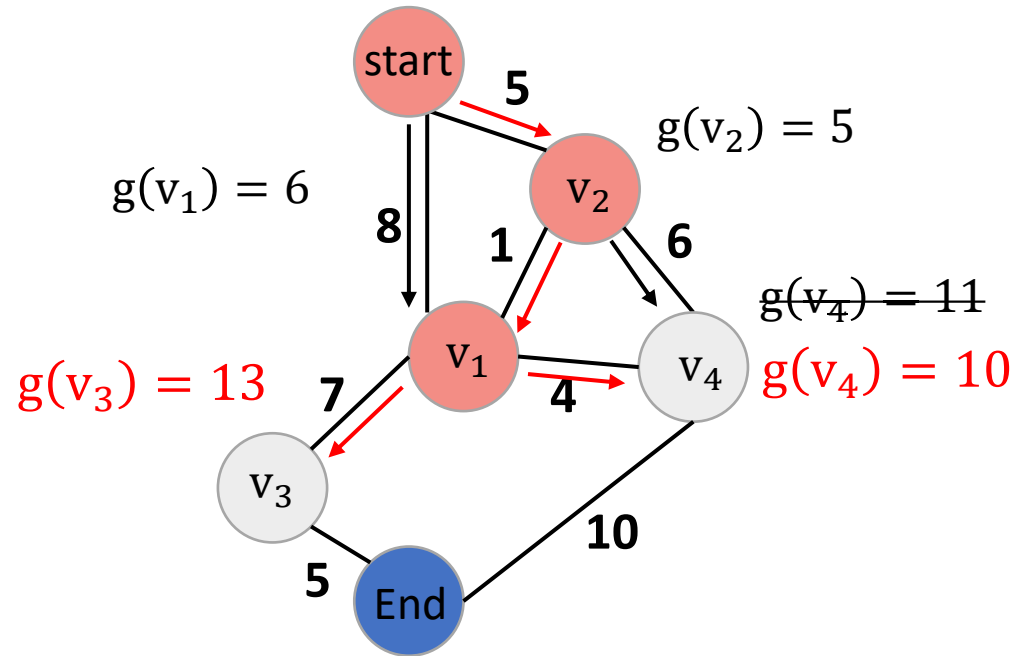 start
5
g(v₂) = 5
g(v₁) = 6
v₂
8
1
6
g(v₄) = 11
v₁
v₄
g(v₄) = 10
g(v₃) = 13
7
4
v₃
10
5
End